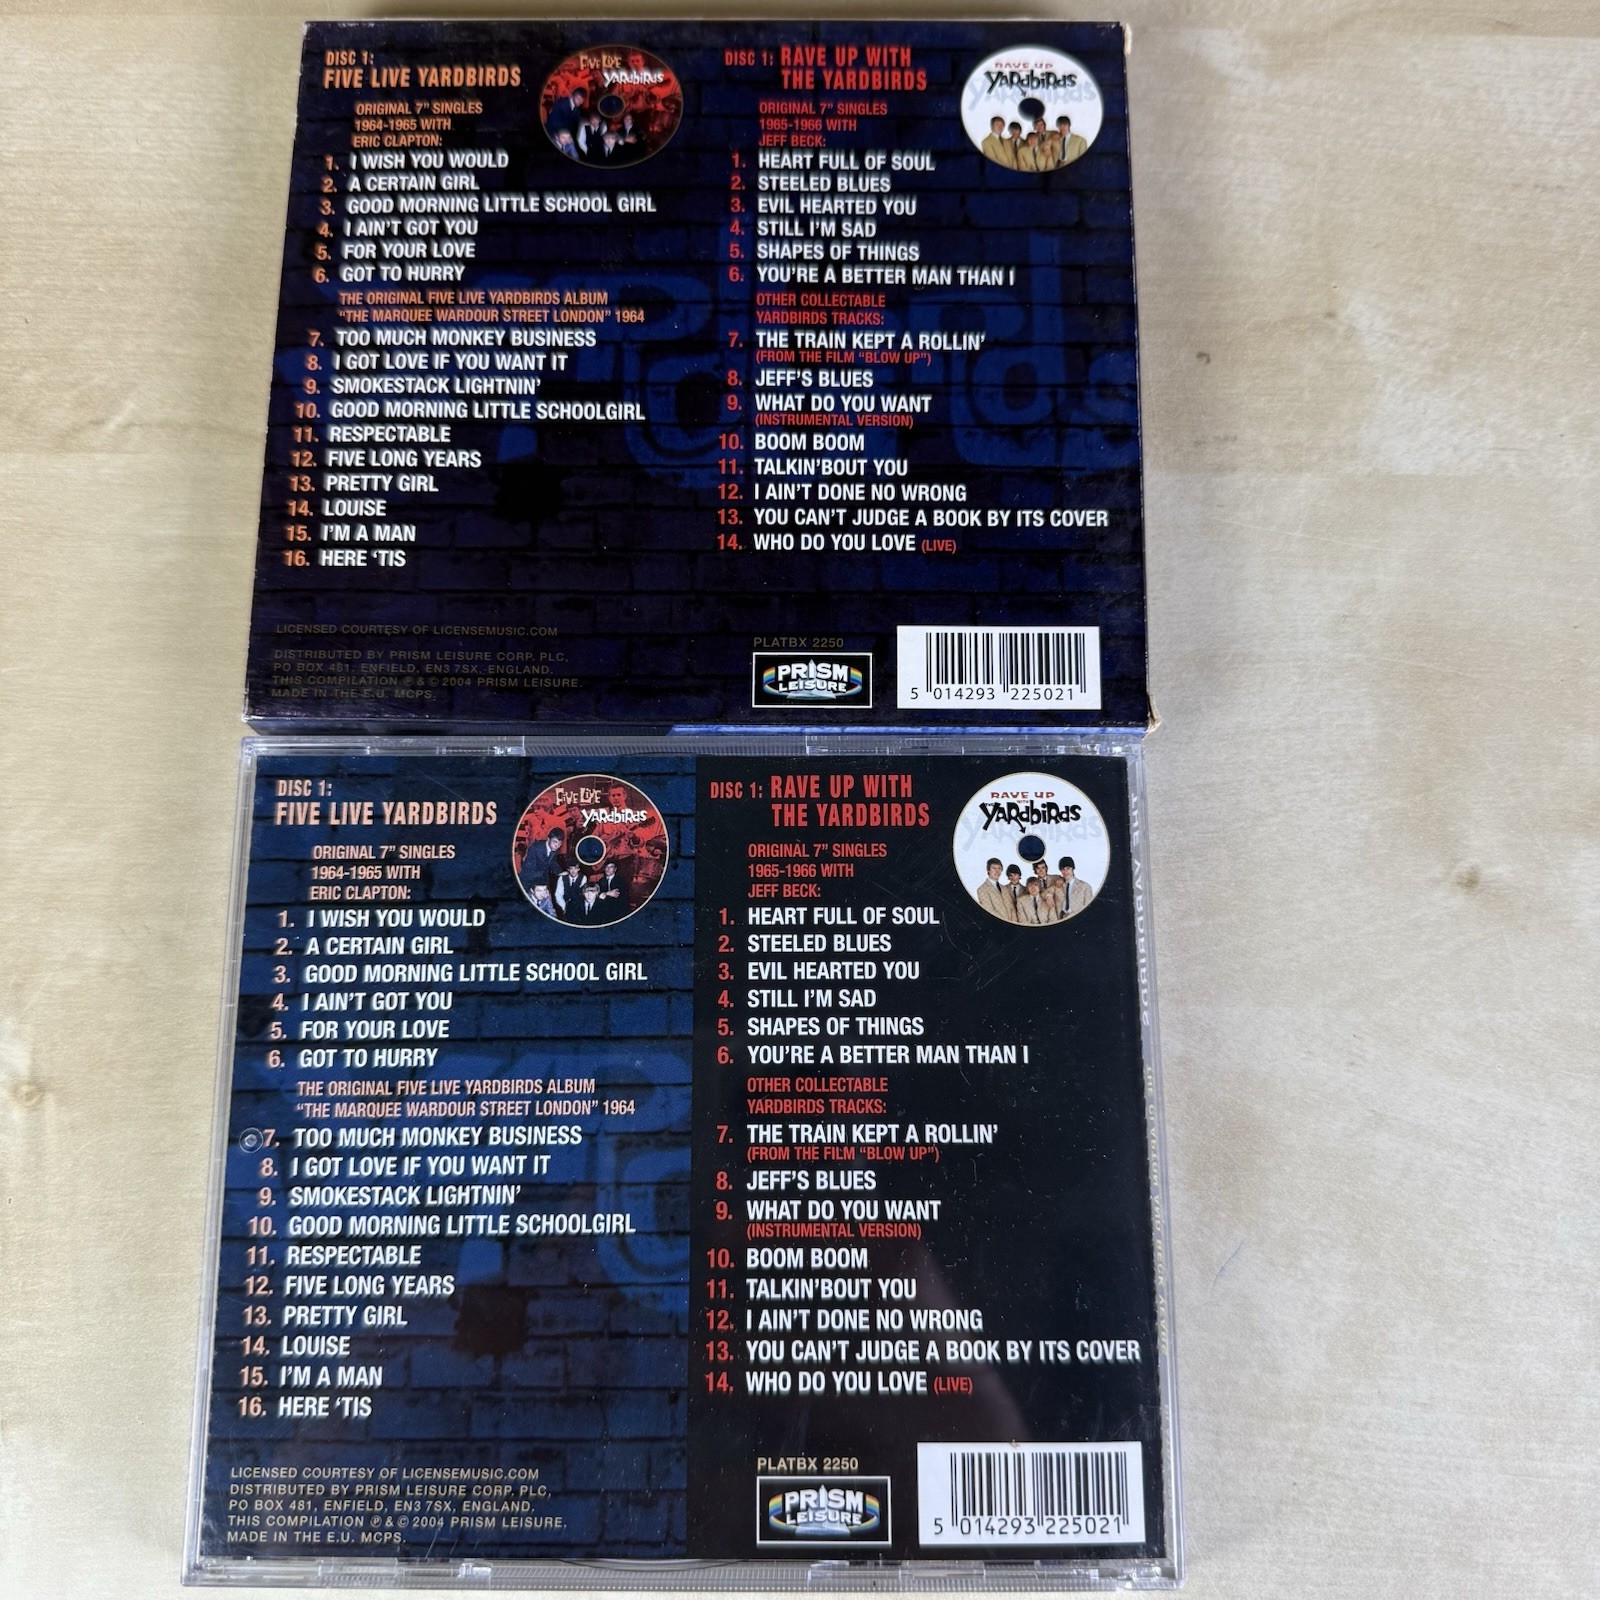 DISC 1:
FIVE LIVE YARDBIRDS
FIVE LIVE
YARDBIRDS
ORIGINAL 7” SINGLES
1964-1965 WITH
ERIC CLAPTON:
1. I WISH YOU WOULD
2. A CERTAIN GIRL
3. GOOD MORNING LITTLE SCHOOL GIRL
4. I AIN'T GOT YOU
5. FOR YOUR LOVE
6. GOT TO HURRY
THE ORIGINAL FIVE LIVE YARDBIRDS ALBUM
“THE MARQUEE WARDOUR STREET LONDON” 1964
7. TOO MUCH MONKEY BUSINESS
8. I GOT LOVE IF YOU WANT IT
9. SMOKESTACK LIGHTNIN’
10. GOOD MORNING LITTLE SCHOOLGIRL
11. RESPECTABLE
12. FIVE LONG YEARS
13. PRETTY GIRL
14. LOUISE
15. I'M A MAN
16. HERE ‘TIS
LICENSED COURTESY OF LICENSEMUSIC.COM
DISTRIBUTED BY PRISM LEISURE CORP. PLC,
PO BOX 481, ENFIELD, EN3 7SX, ENGLAND.
THIS COMPILATION ℗ & © 2004 PRISM LEISURE.
MADE IN THE E.U. MCPS.
DISC 1: RAVE UP WITH
THE YARDBIRDS
RAVE UP
YARDBIRDS
ORIGINAL 7” SINGLES
1965-1966 WITH
JEFF BECK:
1. HEART FULL OF SOUL
2. STEELED BLUES
3. EVIL HEARTED YOU
4. STILL I'M SAD
5. SHAPES OF THINGS
6. YOU'RE A BETTER MAN THAN I
OTHER COLLECTABLE
YARDBIRDS TRACKS:
7. THE TRAIN KEPT A ROLLIN’
(FROM THE FILM “BLOW UP”)
8. JEFF'S BLUES
9. WHAT DO YOU WANT
(INSTRUMENTAL VERSION)
10. BOOM BOOM
11. TALKIN’BOUT YOU
12. I AIN'T DONE NO WRONG
13. YOU CAN'T JUDGE A BOOK BY ITS COVER
14. WHO DO YOU LOVE (LIVE)
PLATBX 2250
PRISM
LEISURE
5 014293 225021
DISC 1:
FIVE LIVE YARDBIRDS
FIVE LIVE
YARDBIRDS
ORIGINAL 7” SINGLES
1964-1965 WITH
ERIC CLAPTON:
1. I WISH YOU WOULD
2. A CERTAIN GIRL
3. GOOD MORNING LITTLE SCHOOL GIRL
4. I AIN'T GOT YOU
5. FOR YOUR LOVE
6. GOT TO HURRY
THE ORIGINAL FIVE LIVE YARDBIRDS ALBUM
“THE MARQUEE WARDOUR STREET LONDON” 1964
7. TOO MUCH MONKEY BUSINESS
8. I GOT LOVE IF YOU WANT IT
9. SMOKESTACK LIGHTNIN’
10. GOOD MORNING LITTLE SCHOOLGIRL
11. RESPECTABLE
12. FIVE LONG YEARS
13. PRETTY GIRL
14. LOUISE
15. I'M A MAN
16. HERE ‘TIS
LICENSED COURTESY OF LICENSEMUSIC.COM
DISTRIBUTED BY PRISM LEISURE CORP. PLC,
PO BOX 481, ENFIELD, EN3 7SX, ENGLAND.
THIS COMPILATION ℗ & © 2004 PRISM LEISURE.
MADE IN THE E.U. MCPS.
DISC 1: RAVE UP WITH
THE YARDBIRDS
RAVE UP
WITH
YARDBIRDS
ORIGINAL 7” SINGLES
1965-1966 WITH
JEFF BECK:
1. HEART FULL OF SOUL
2. STEELED BLUES
3. EVIL HEARTED YOU
4. STILL I'M SAD
5. SHAPES OF THINGS
6. YOU'RE A BETTER MAN THAN I
OTHER COLLECTABLE
YARDBIRDS TRACKS:
7. THE TRAIN KEPT A ROLLIN’
(FROM THE FILM “BLOW UP”)
8. JEFF'S BLUES
9. WHAT DO YOU WANT
(INSTRUMENTAL VERSION)
10. BOOM BOOM
11. TALKIN’BOUT YOU
12. I AIN'T DONE NO WRONG
13. YOU CAN'T JUDGE A BOOK BY ITS COVER
14. WHO DO YOU LOVE (LIVE)
PLATBX 2250
PRISM
LEISURE
5 014293 225021
THE YARDBIRDS